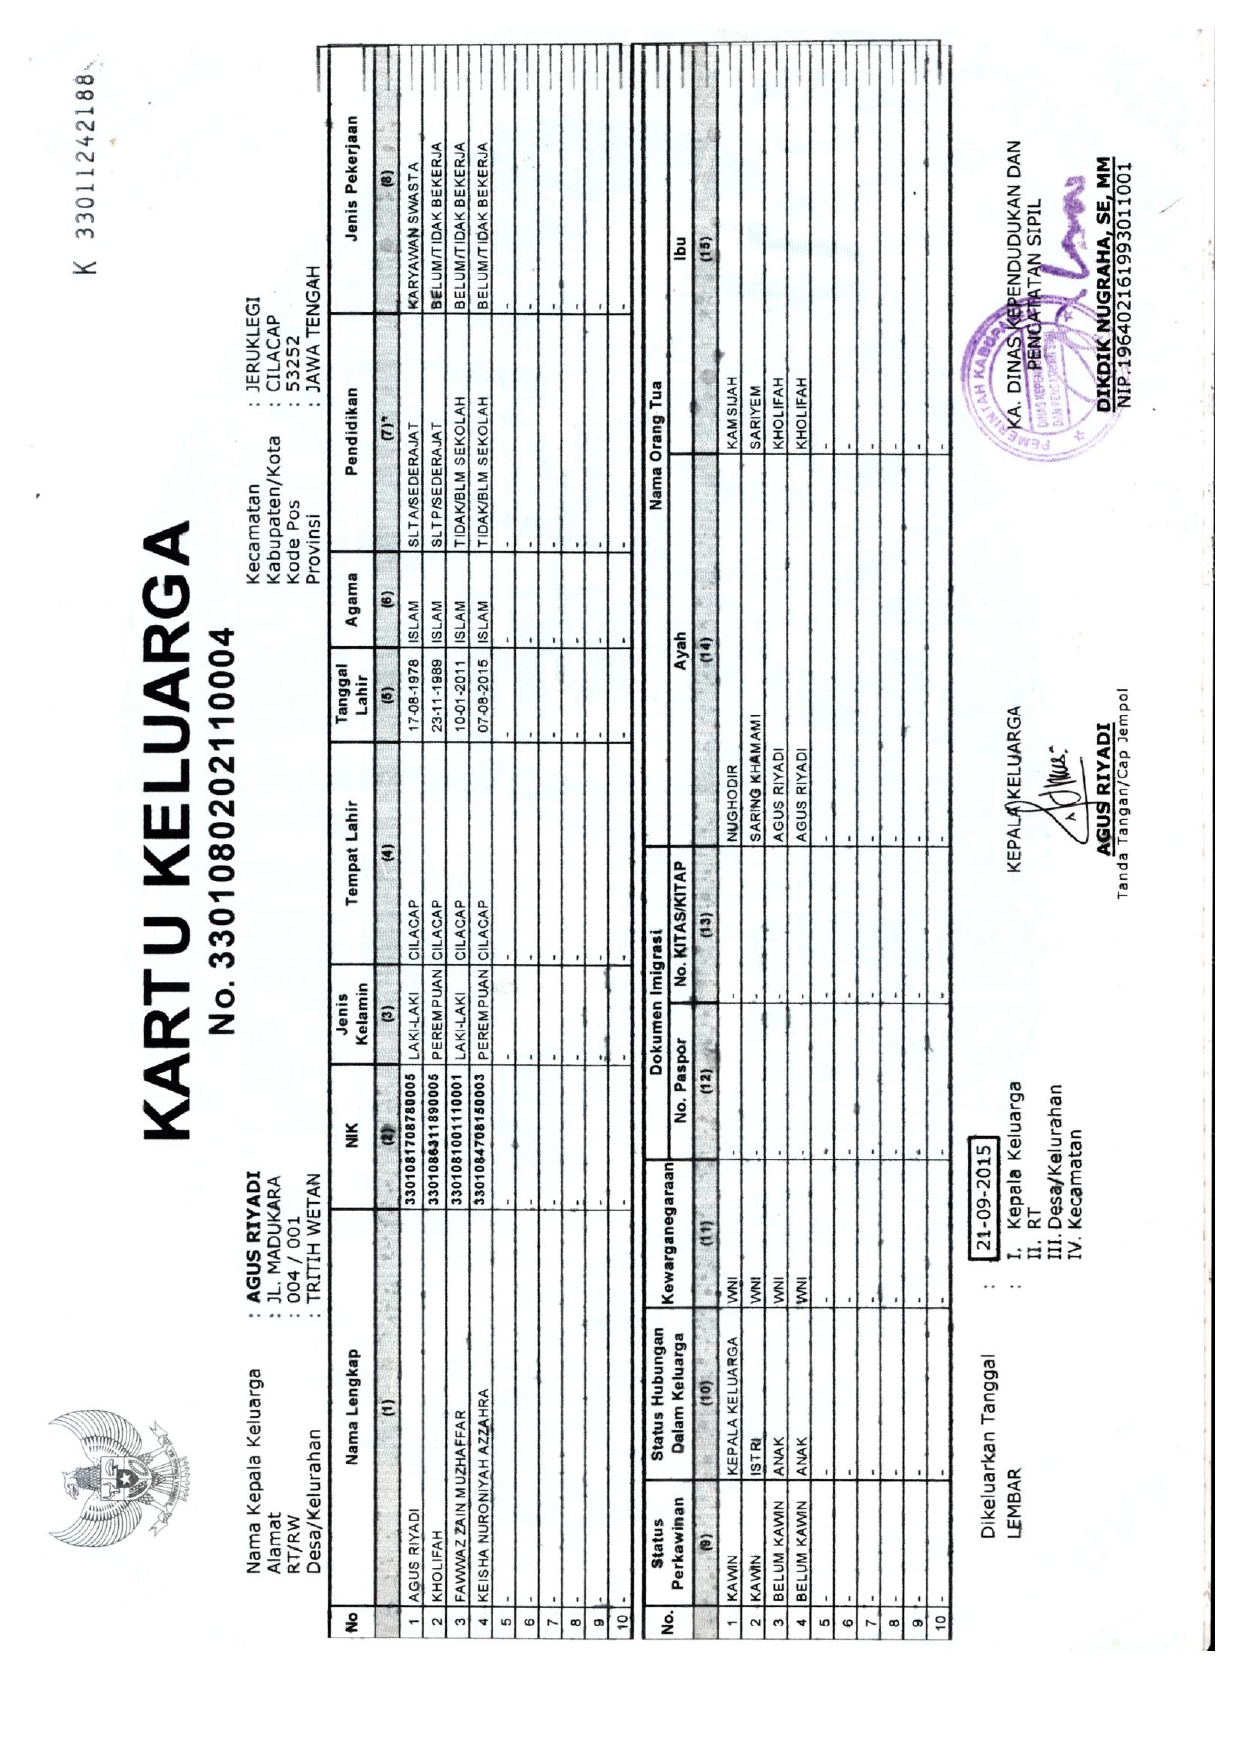 K 33011242188
KARTU KELUARGA
No. 3301080202110004
Nama Kepala Keluarga : AGUS RIYADI
Alamat : JL. MADUKARA
RT/RW : 004 / 001
Desa/Kelurahan : TRITIH WETAN
Kecamatan : JERUKLEGI
Kabupaten/Kota : CILACAP
Kode Pos : 53252
Provinsi : JAWA TENGAH
No Nama Lengkap NIK Jenis Kelamin Tempat Lahir Tanggal Lahir Agama Pendidikan Jenis Pekerjaan
(1) (2) (3) (4) (5) (6) (7) (8)
1 AGUS RIYADI 3301081708780005 LAKI-LAKI CILACAP 17-08-1978 ISLAM SLTA/SEDERAJAT KARYAWAN SWASTA
2 KHOLIFAH 3301086311890005 PEREMPUAN CILACAP 23-11-1989 ISLAM SLTP/SEDERAJAT BELUM/TIDAK BEKERJA
3 FAWWAZ ZAIN MUZHAFFAR 3301081001110001 LAKI-LAKI CILACAP 10-01-2011 ISLAM TIDAK/BLM SEKOLAH BELUM/TIDAK BEKERJA
4 KEISHA NURONIYAH AZZAHRA 3301084708150003 PEREMPUAN CILACAP 07-08-2015 ISLAM TIDAK/BLM SEKOLAH BELUM/TIDAK BEKERJA
5 - - - - - - - -
6 - - - - - - - -
7 - - - - - - - -
8 - - - - - - - -
9 - - - - - - - -
10 - - - - - - - -
No. Status Perkawinan Status Hubungan Dalam Keluarga Kewarganegaraan Dokumen Imigrasi Nama Orang Tua
No. Paspor No. KITAS/KITAP Ayah Ibu
(9) (10) (11) (12) (13) (14) (15)
1 KAWIN KEPALA KELUARGA WNI - - NUGHODIR KAMSIJAH
2 KAWIN ISTRI WNI - - SARING KHAMAMI SARIYEM
3 BELUM KAWIN ANAK WNI - - AGUS RIYADI KHOLIFAH
4 BELUM KAWIN ANAK WNI - - AGUS RIYADI KHOLIFAH
5 - - - - - - -
6 - - - - - - -
7 - - - - - - -
8 - - - - - - -
9 - - - - - - -
10 - - - - - - -
Dikeluarkan Tanggal : 21-09-2015
LEMBAR : I. Kepala Keluarga
II. RT
III. Desa/Kelurahan
IV. Kecamatan
KEPALA KELUARGA
AGUS RIYADI
Tanda Tangan/Cap Jempol
KA. DINAS KEPENDUDUKAN DAN
PENCATATAN SIPIL
PEMERINTAH KABUPATEN
DINAS KEPENDUDUKAN
DAN PENCATATAN SIPIL
DIKDIK NUGRAHA, SE, MM
NIP.196402161993011001